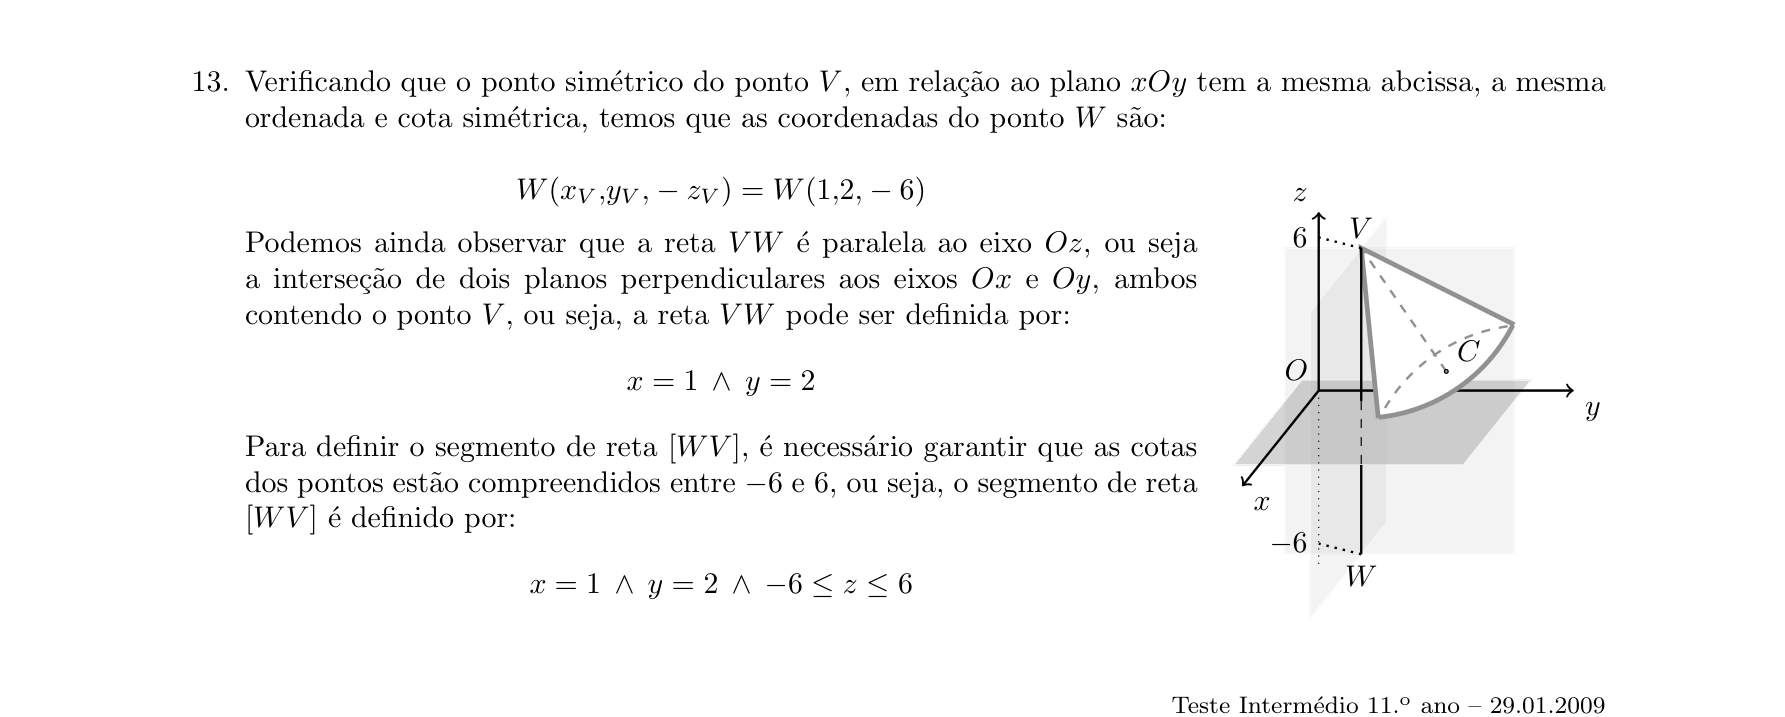 13. Verificando que o ponto simétrico do ponto V, em relação ao plano xOy tem a mesma abcissa, a mesma
ordenada e cota simétrica, temos que as coordenadas do ponto W são:
W(x_V,y_V, − z_V) = W(1,2, − 6)
Podemos ainda observar que a reta VW é paralela ao eixo Oz, ou seja
a interseção de dois planos perpendiculares aos eixos Ox e Oy, ambos
contendo o ponto V, ou seja, a reta VW pode ser definida por:
x = 1 ∧ y = 2
Para definir o segmento de reta [WV], é necessário garantir que as cotas
dos pontos estão compreendidos entre −6 e 6, ou seja, o segmento de reta
[WV] é definido por:
x = 1 ∧ y = 2 ∧ −6 ≤ z ≤ 6
z
V
6
C
O
y
x
−6
W
Teste Intermédio 11.º ano – 29.01.2009